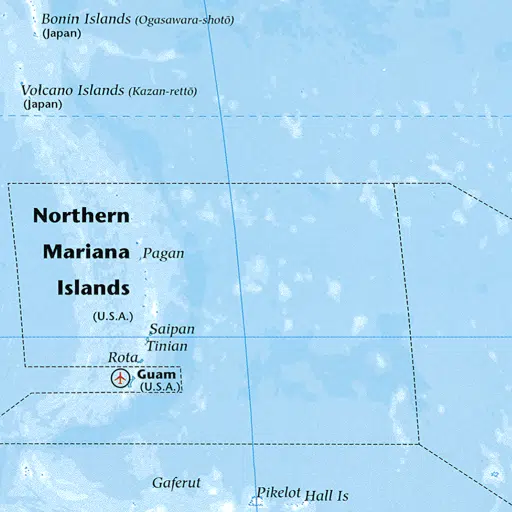 Bonin Islands (Ogasawara-shotō)
(Japan)
Volcano Islands (Kazan-rettō)
(Japan)
Northern
Mariana
Islands
(U.S.A.)
Pagan
Saipan
Tinian
Rota
Guam
(U.S.A.)
Gaferut
Pikelot
Hall Is